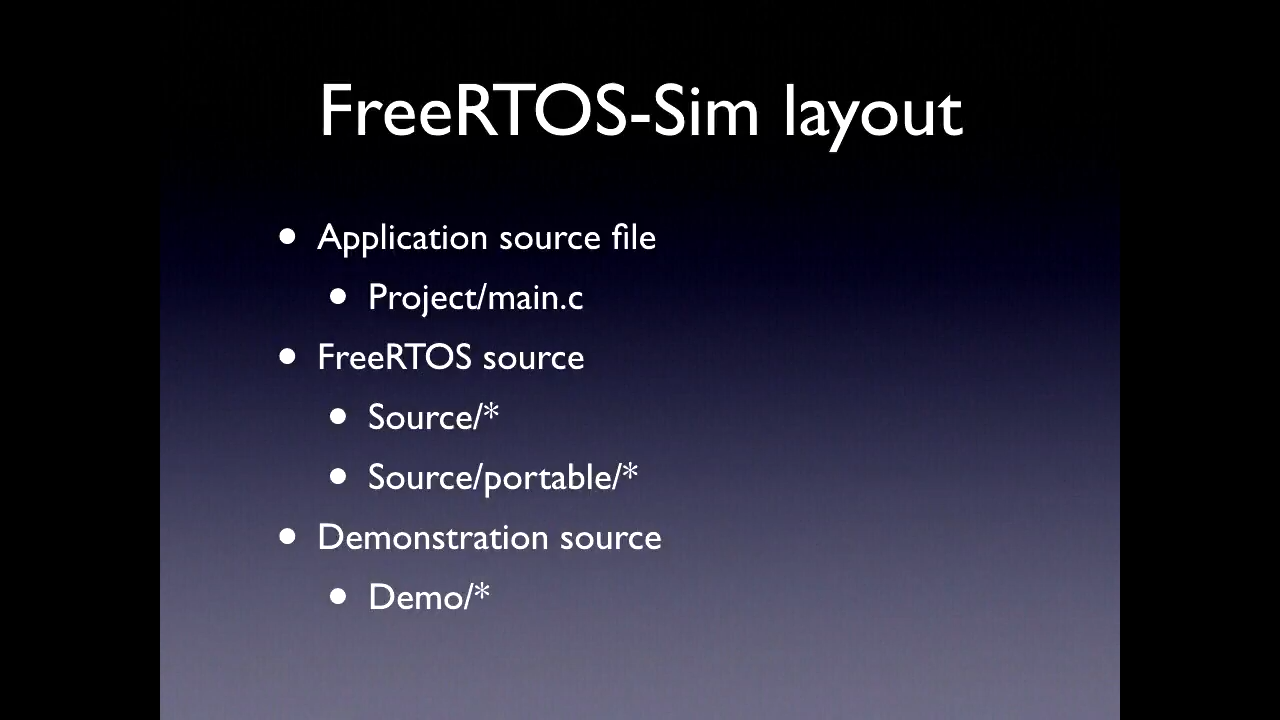 FreeRTOS-Sim layout
• Application source file
• Project/main.c
• FreeRTOS source
• Source/*
• Source/portable/*
• Demonstration source
• Demo/*